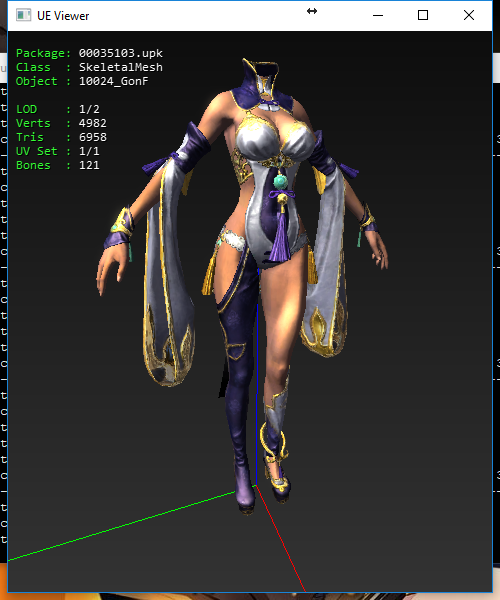 UE Viewer
Package: 00035103.upk
Class : SkeletalMesh
Object : 10024_GonF
LOD : 1/2
Verts : 4982
Tris : 6958
UV Set : 1/1
Bones : 121